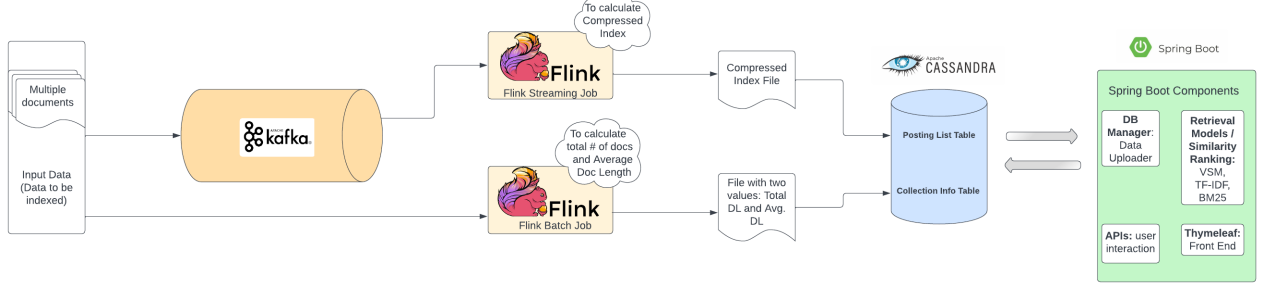 Multiple
documents
Input Data
(Data to be
indexed)
APACHE
kafka®
To calculate
Compressed
Index
Flink
Flink Streaming Job
To calculate
total # of docs
and Average
Doc Length
Flink
Flink Batch Job
Compressed
Index File
File with two
values: Total
DL and Avg.
DL
Apache
CASSANDRA
Posting List Table
Collection Info Table
Spring Boot
Spring Boot Components
DB
Manager:
Data
Uploader
Retrieval
Models /
Similarity
Ranking:
VSM,
TF-IDF,
BM25
APIs: user
interaction
Thymeleaf:
Front End